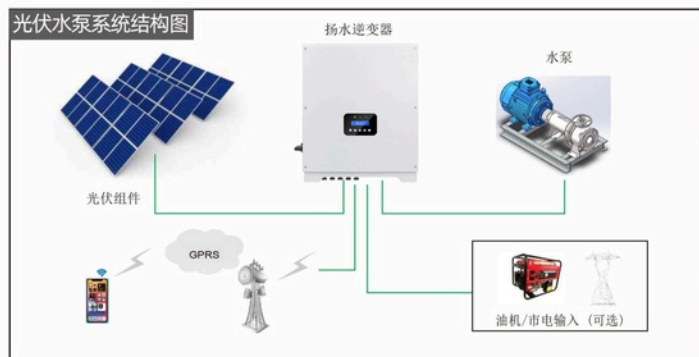 光伏水泵系统结构图
扬水逆变器
水泵
光伏组件
GPRS
油机/市电输入（可选）